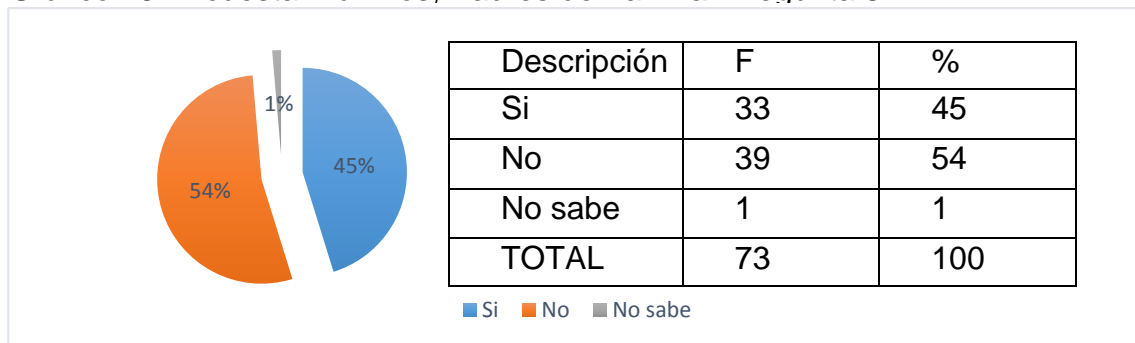 1%
45%
54%
Descripción F %
Si 33 45
No 39 54
No sabe 1 1
TOTAL 73 100
Si No No sabe